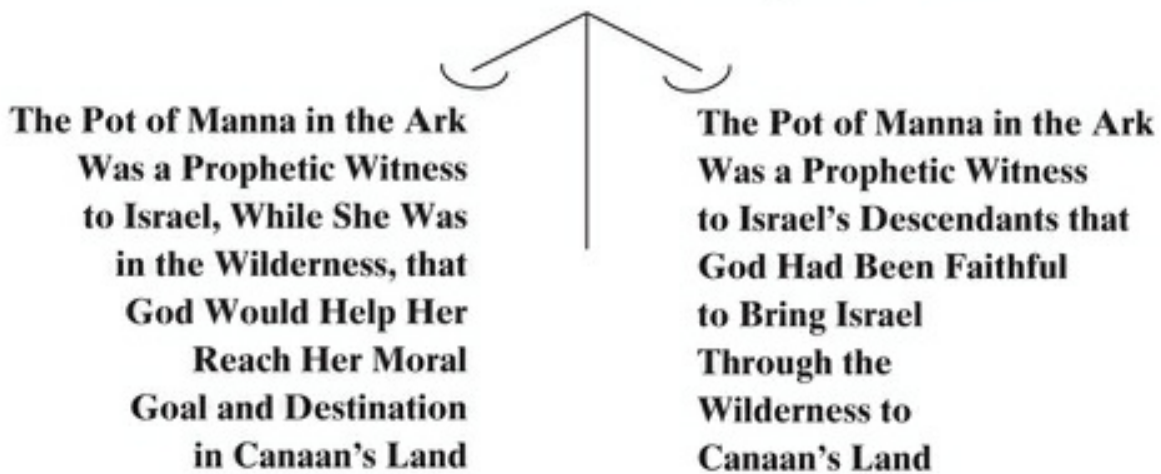 The Pot of Manna in the Ark
Was a Prophetic Witness
to Israel, While She Was
in the Wilderness, that
God Would Help Her
Reach Her Moral
Goal and Destination
in Canaan's Land
The Pot of Manna in the Ark
Was a Prophetic Witness
to Israel's Descendants that
God Had Been Faithful
to Bring Israel
Through the
Wilderness to
Canaan's Land